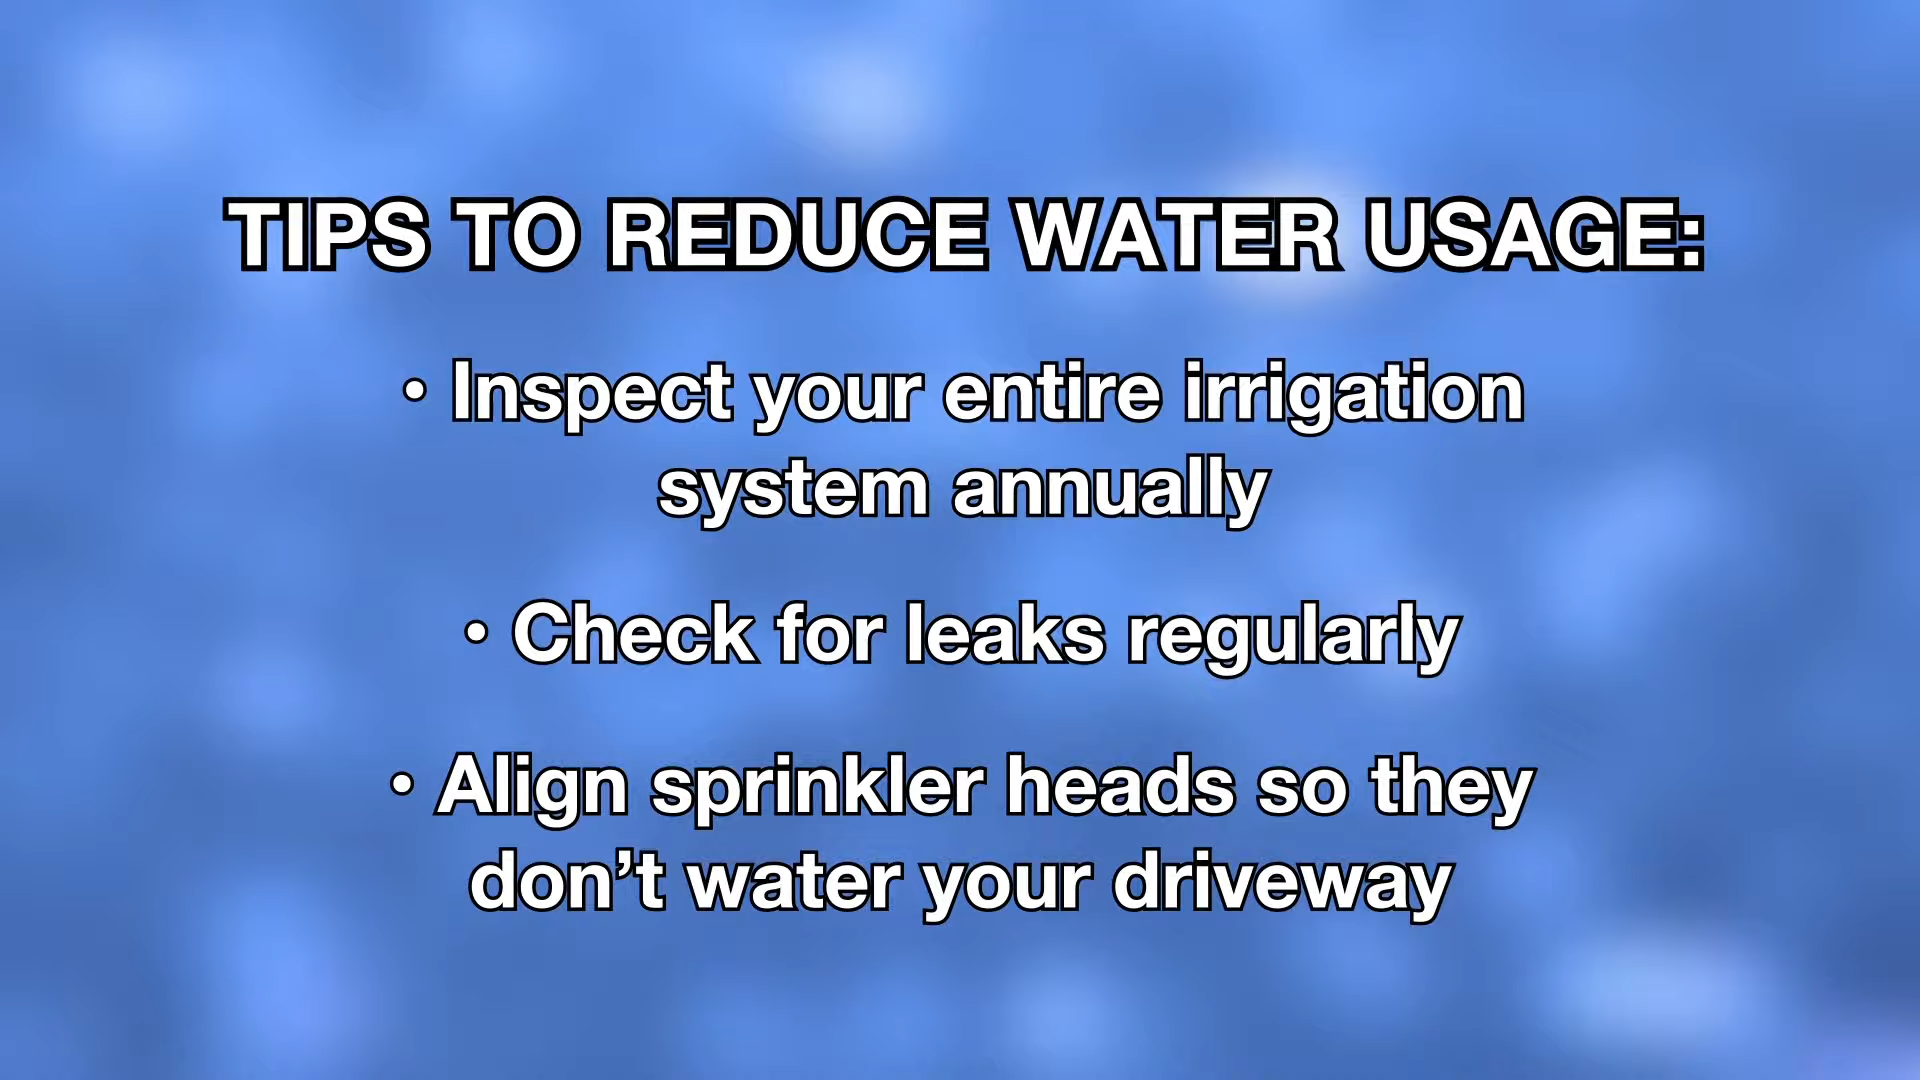 TIPS TO REDUCE WATER USAGE:
• Inspect your entire irrigation
system annually
• Check for leaks regularly
• Align sprinkler heads so they
don’t water your driveway